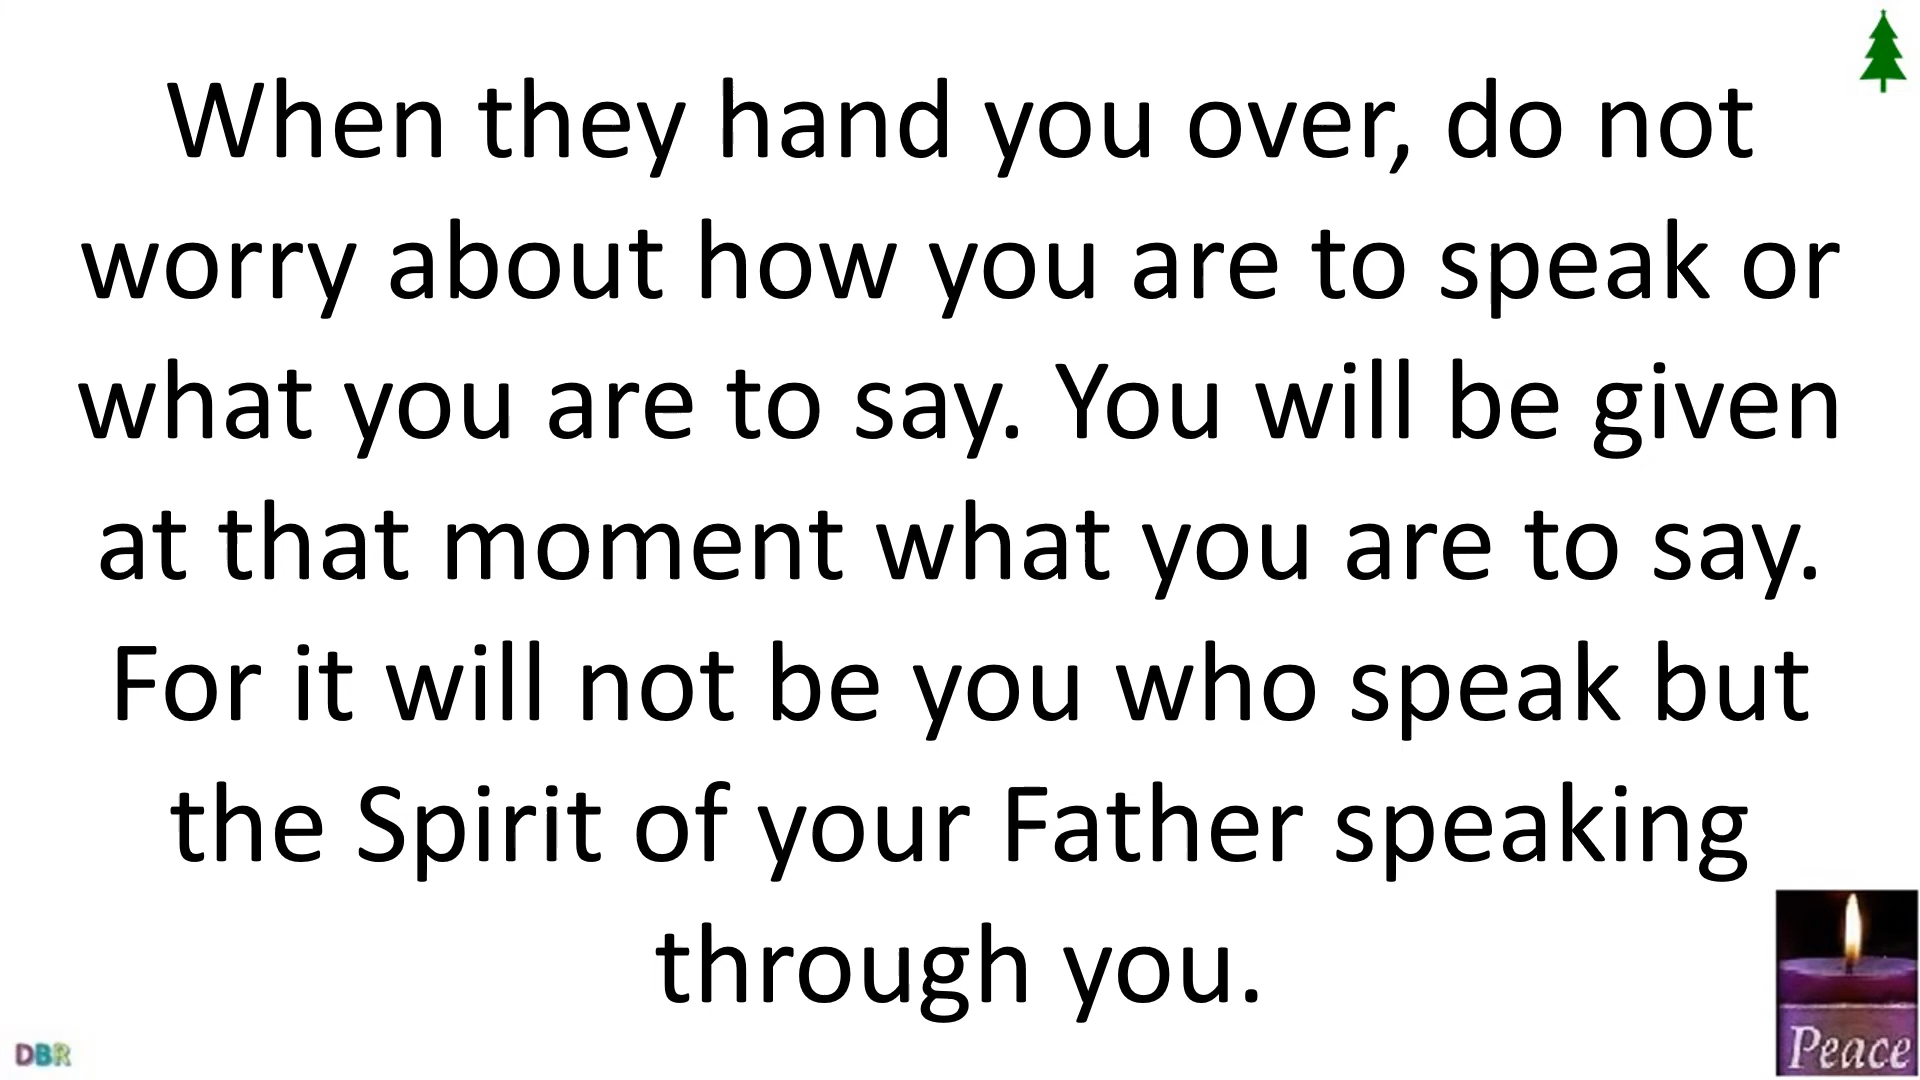 When they hand you over, do not
worry about how you are to speak or
what you are to say. You will be given
at that moment what you are to say.
For it will not be you who speak but
the Spirit of your Father speaking
through you.
Peace
DBR